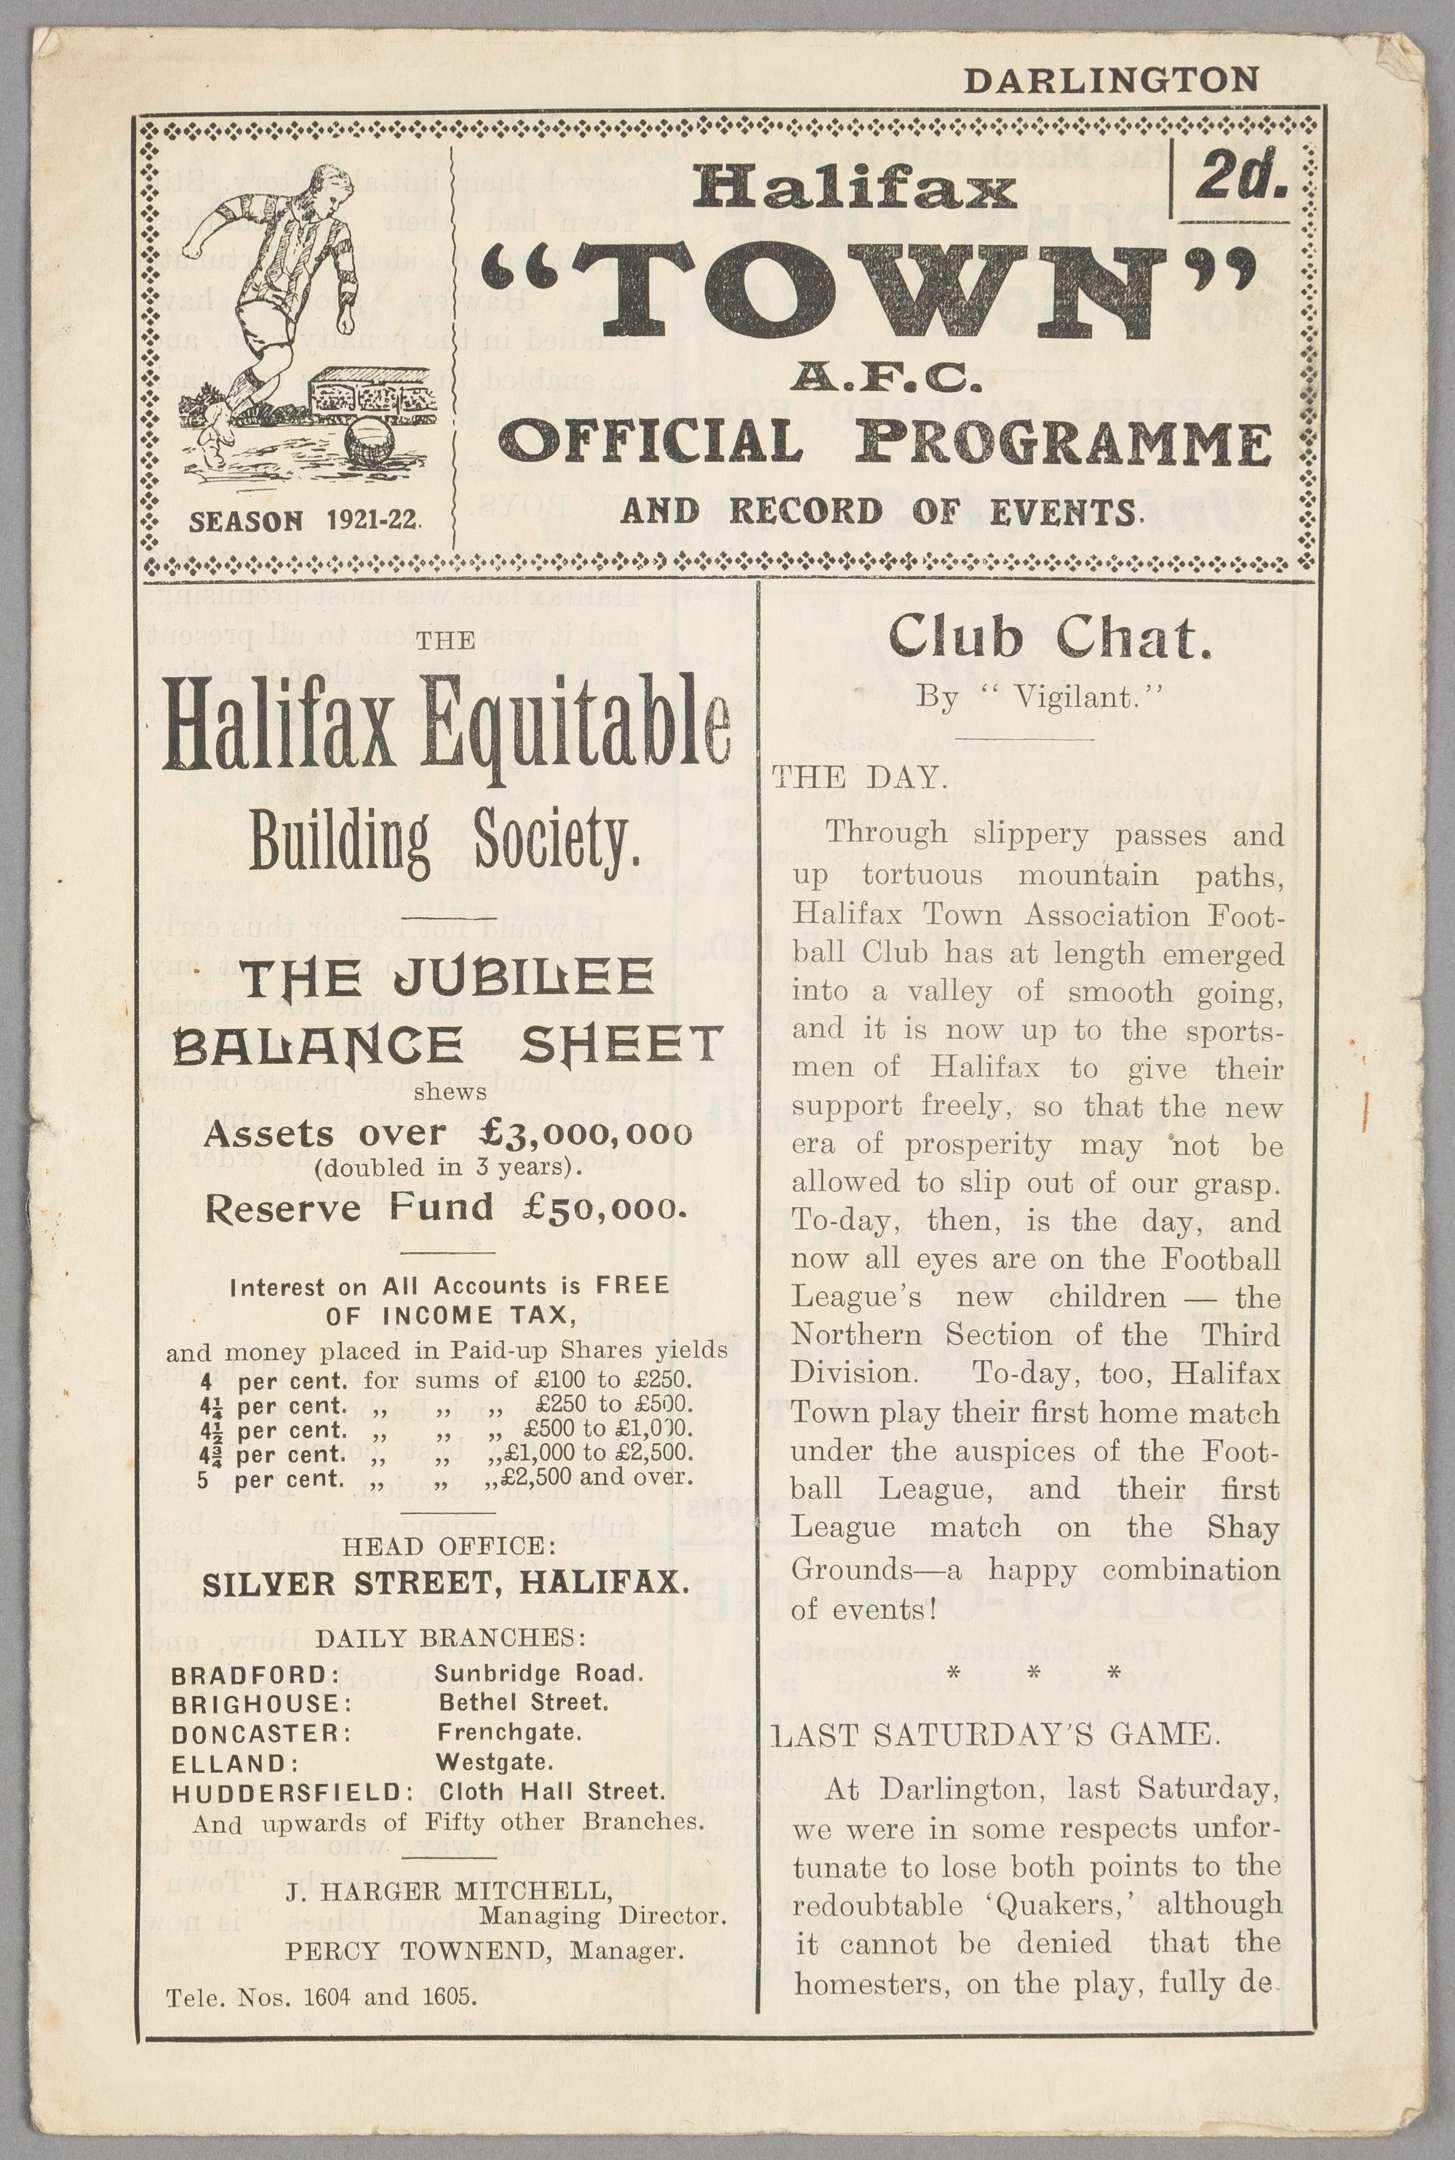 DARLINGTON
2d.
Halifax
“TOWN”
A.F.C.
OFFICIAL PROGRAMME
AND RECORD OF EVENTS.
SEASON 1921-22.
THE
Halifax Equitable
Building Society.
THE JUBILEE
BALANCE SHEET
shews
Assets over £3,000,000
(doubled in 3 years).
Reserve Fund £50,000.
Interest on All Accounts is FREE
OF INCOME TAX,
and money placed in Paid-up Shares yields
4 per cent. for sums of £100 to £250.
4¼ per cent. „ „ „ £250 to £500.
4½ per cent. „ „ „ £500 to £1,000.
4¾ per cent. „ „ „£1,000 to £2,500.
5 per cent. „ „ „£2,500 and over.
HEAD OFFICE:
SILVER STREET, HALIFAX.
DAILY BRANCHES:
BRADFORD: Sunbridge Road.
BRIGHOUSE: Bethel Street.
DONCASTER: Frenchgate.
ELLAND: Westgate.
HUDDERSFIELD: Cloth Hall Street.
And upwards of Fifty other Branches.
J. HARGER MITCHELL,
Managing Director.
PERCY TOWNEND, Manager.
Tele. Nos. 1604 and 1605.
Club Chat.
By “ Vigilant.”
THE DAY.
Through slippery passes and
up tortuous mountain paths,
Halifax Town Association Foot-
ball Club has at length emerged
into a valley of smooth going,
and it is now up to the sports-
men of Halifax to give their
support freely, so that the new
era of prosperity may not be
allowed to slip out of our grasp.
To-day, then, is the day, and
now all eyes are on the Football
League’s new children — the
Northern Section of the Third
Division. To-day, too, Halifax
Town play their first home match
under the auspices of the Foot-
ball League, and their first
League match on the Shay
Grounds—a happy combination
of events!
* * *
LAST SATURDAY’S GAME.
At Darlington, last Saturday,
we were in some respects unfor-
tunate to lose both points to the
redoubtable ‘Quakers,’ although
it cannot be denied that the
homesters, on the play, fully de-